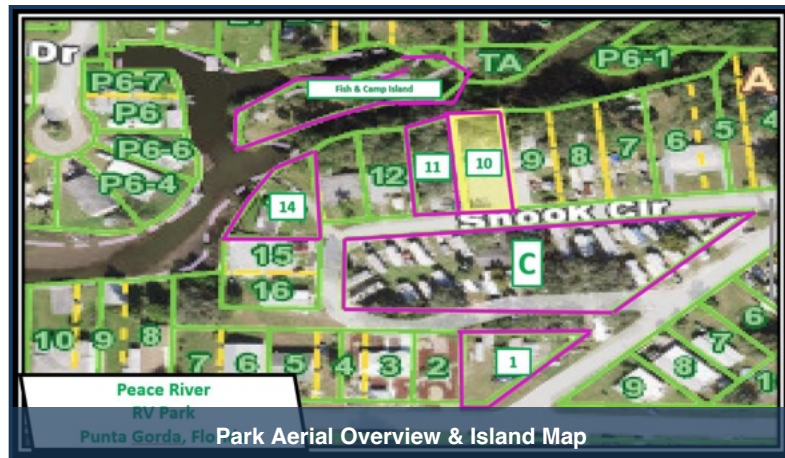 Dr
P6-7
P6
P6-6
P6-4
Fish & Camp Island
TA
P6-1
A
14
12
11
10
9
8
7
6
5
4
Snook Cir
15
16
C
10
9
8
7
6
5
4
3
2
1
9
8
7
6
1
Peace River
RV Park
Punta Gorda, Flo
Park Aerial Overview & Island Map